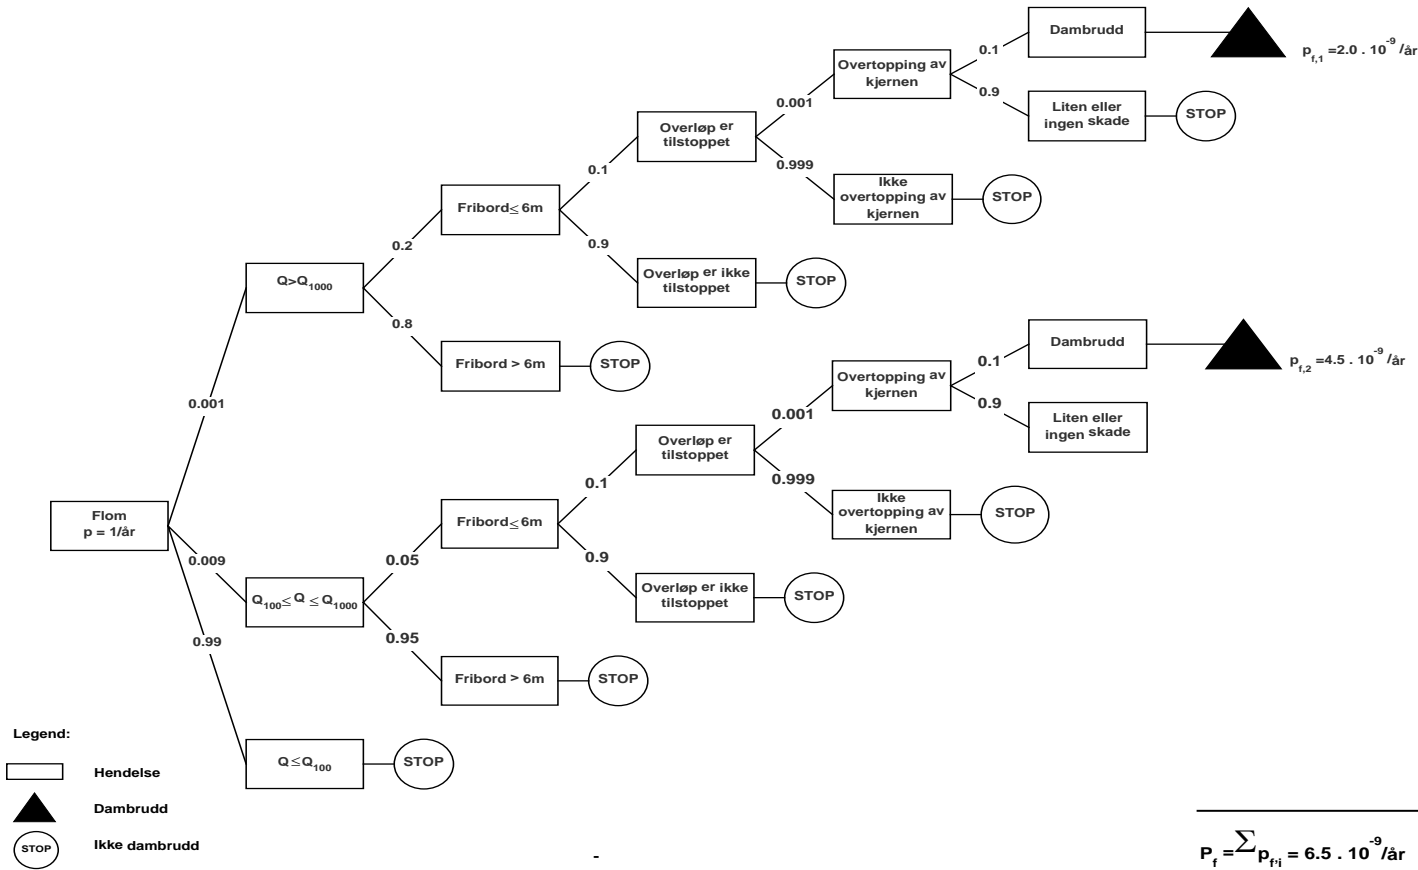 Dambrudd
0.1
p f,1 =2.0 . 10 -9 /år
Overtopping av
kjernen
0.9
Liten eller
ingen skade
STOP
0.001
Overløp er
tilstoppet
0.999
Ikke
overtopping av
kjernen
STOP
0.1
Fribord ≤ 6m
0.9
Overløp er ikke
tilstoppet
STOP
0.2
Q>Q1000
0.8
Fribord > 6m
STOP
0.001
Dambrudd
0.1
p f,2 =4.5 . 10 -9 /år
Overtopping av
kjernen
0.9
Liten eller
ingen skade
0.001
Overløp er
tilstoppet
0.999
Ikke
overtopping av
kjernen
STOP
0.1
Fribord ≤ 6m
0.9
Overløp er ikke
tilstoppet
STOP
Flom
p = 1/år
0.009
0.05
Q100 ≤ Q ≤ Q1000
0.95
Fribord > 6m
STOP
0.99
Q ≤ Q100
STOP
Legend:
Hendelse
Dambrudd
STOP
Ikke dambrudd
-
P f = ∑ p f,i = 6.5 . 10 -9 /år